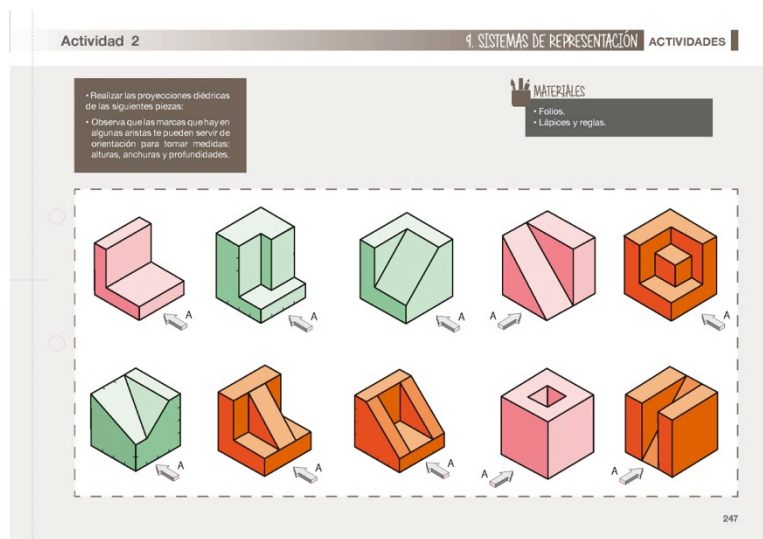 Actividad 2
9. SISTEMAS DE REPRESENTACIÓN ACTIVIDADES
• Realizar las proyecciones diédricas
de las siguientes piezas:
• Observa que las marcas que hay en
algunas aristas te pueden servir de
orientación para tomar medidas:
alturas, anchuras y profundidades.
MATERIALES
• Folios.
• Lápices y reglas.
A
A
A
A
A
A
A
A
A
A
247